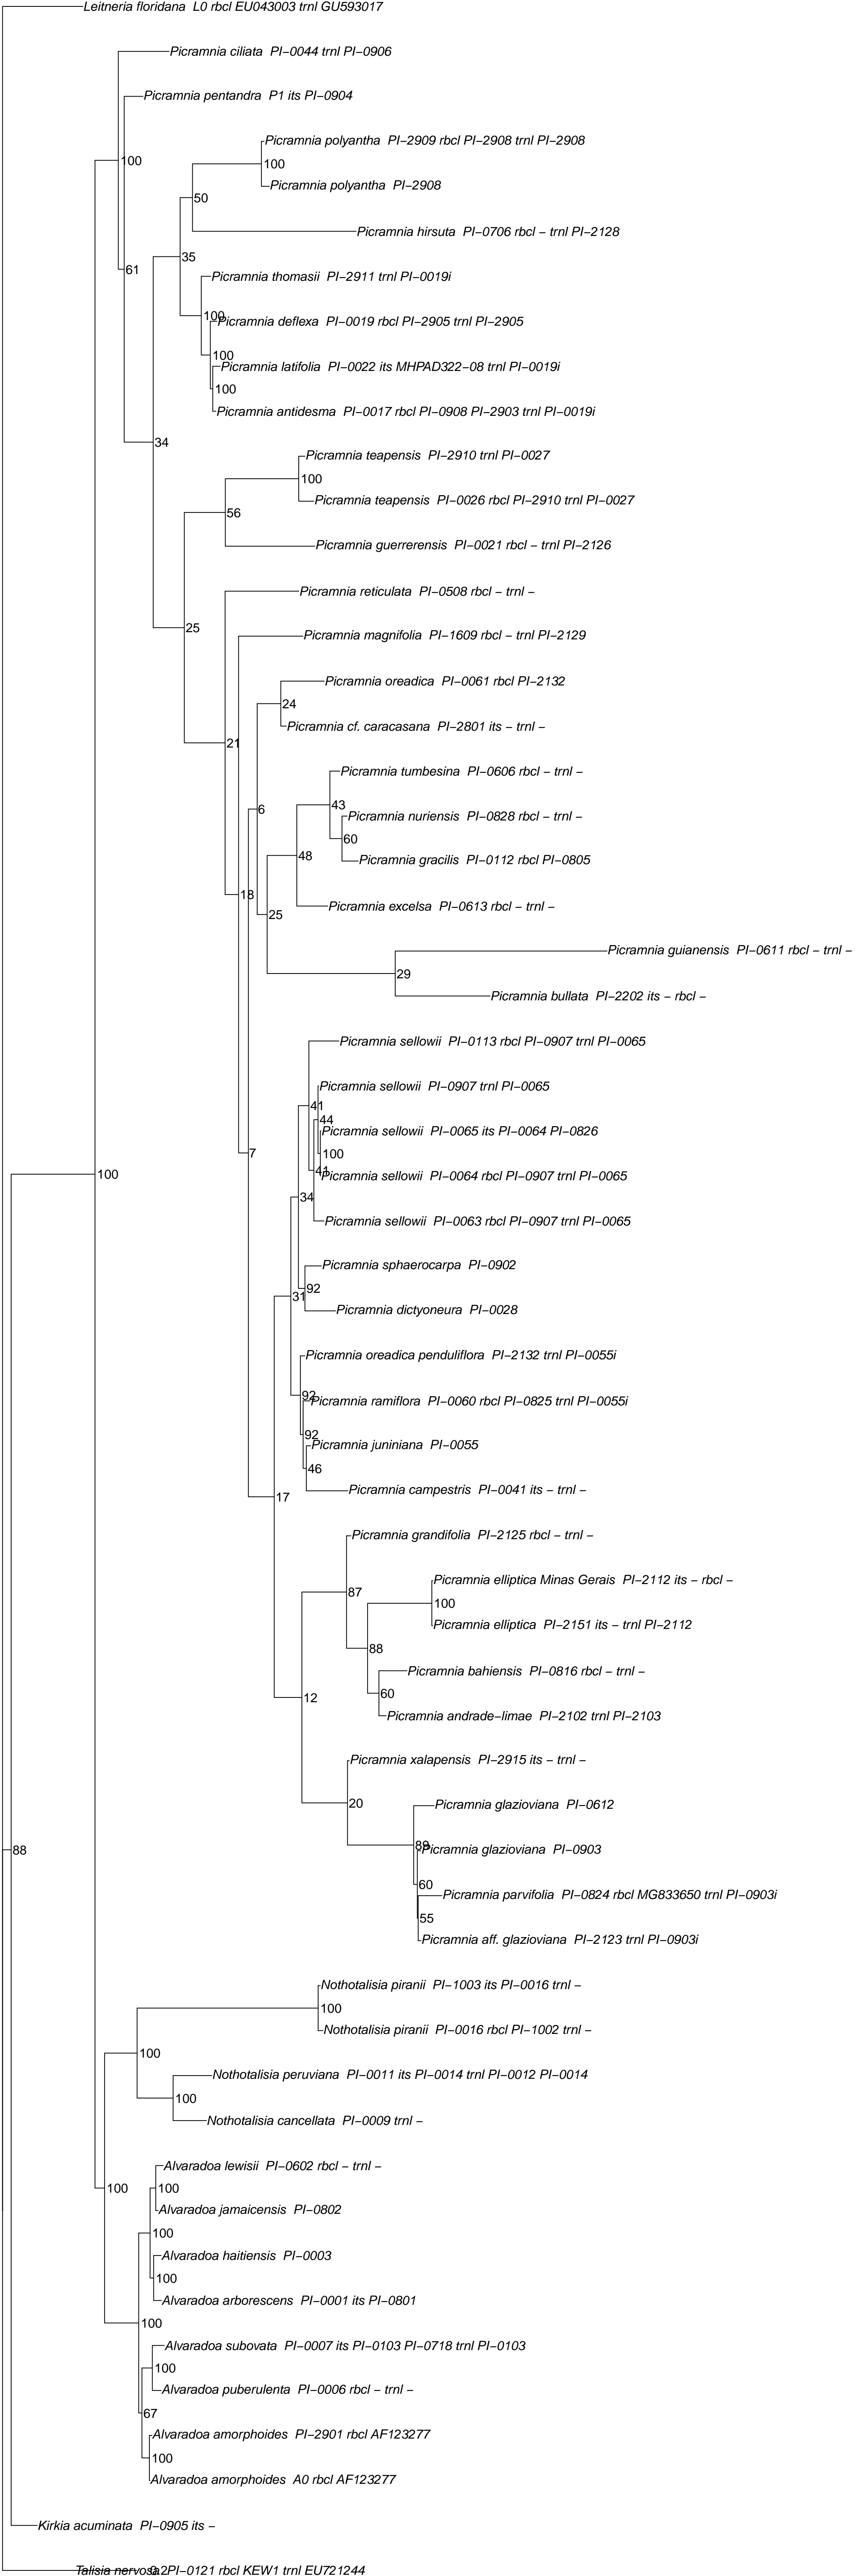 Leitneria floridana L0 rbcl EU043003 trnl GU593017
Picramnia ciliata PI−0044 trnl PI−0906
Picramnia pentandra P1 its PI−0904
100
Picramnia polyantha PI−2909 rbcl PI−2908 trnl PI−2908
100
Picramnia polyantha PI−2908
50
Picramnia hirsuta PI−0706 rbcl − trnl PI−2128
35
61
Picramnia thomasii PI−2911 trnl PI−0019i
100
Picramnia deflexa PI−0019 rbcl PI−2905 trnl PI−2905
100
Picramnia latifolia PI−0022 its MHPAD322−08 trnl PI−0019i
100
Picramnia antidesma PI−0017 rbcl PI−0908 PI−2903 trnl PI−0019i
34
Picramnia teapensis PI−2910 trnl PI−0027
100
Picramnia teapensis PI−0026 rbcl PI−2910 trnl PI−0027
56
Picramnia guerrerensis PI−0021 rbcl − trnl PI−2126
Picramnia reticulata PI−0508 rbcl − trnl −
25
Picramnia magnifolia PI−1609 rbcl − trnl PI−2129
Picramnia oreadica PI−0061 rbcl PI−2132
24
Picramnia cf. caracasana PI−2801 its − trnl −
21
Picramnia tumbesina PI−0606 rbcl − trnl −
43
6
Picramnia nuriensis PI−0828 rbcl − trnl −
60
48
Picramnia gracilis PI−0112 rbcl PI−0805
18
Picramnia excelsa PI−0613 rbcl − trnl −
25
Picramnia guianensis PI−0611 rbcl − trnl −
29
Picramnia bullata PI−2202 its − rbcl −
Picramnia sellowii PI−0113 rbcl PI−0907 trnl PI−0065
Picramnia sellowii PI−0907 trnl PI−0065
41
44
Picramnia sellowii PI−0065 its PI−0064 PI−0826
7
100
41
Picramnia sellowii PI−0064 rbcl PI−0907 trnl PI−0065
100
34
Picramnia sellowii PI−0063 rbcl PI−0907 trnl PI−0065
Picramnia sphaerocarpa PI−0902
92
31
Picramnia dictyoneura PI−0028
Picramnia oreadica penduliflora PI−2132 trnl PI−0055i
92
Picramnia ramiflora PI−0060 rbcl PI−0825 trnl PI−0055i
92
Picramnia juniniana PI−0055
46
Picramnia campestris PI−0041 its − trnl −
17
Picramnia grandifolia PI−2125 rbcl − trnl −
Picramnia elliptica Minas Gerais PI−2112 its − rbcl −
87
100
Picramnia elliptica PI−2151 its − trnl PI−2112
88
Picramnia bahiensis PI−0816 rbcl − trnl −
60
12
Picramnia andrade−limae PI−2102 trnl PI−2103
Picramnia xalapensis PI−2915 its − trnl −
20
Picramnia glazioviana PI−0612
89
Picramnia glazioviana PI−0903
88
60
Picramnia parvifolia PI−0824 rbcl MG833650 trnl PI−0903i
55
Picramnia aff. glazioviana PI−2123 trnl PI−0903i
Nothotalisia piranii PI−1003 its PI−0016 trnl −
100
Nothotalisia piranii PI−0016 rbcl PI−1002 trnl −
100
Nothotalisia peruviana PI−0011 its PI−0014 trnl PI−0012 PI−0014
100
Nothotalisia cancellata PI−0009 trnl −
Alvaradoa lewisii PI−0602 rbcl − trnl −
100
100
Alvaradoa jamaicensis PI−0802
100
Alvaradoa haitiensis PI−0003
100
Alvaradoa arborescens PI−0001 its PI−0801
100
Alvaradoa subovata PI−0007 its PI−0103 PI−0718 trnl PI−0103
100
Alvaradoa puberulenta PI−0006 rbcl − trnl −
67
Alvaradoa amorphoides PI−2901 rbcl AF123277
100
Alvaradoa amorphoides A0 rbcl AF123277
Kirkia acuminata PI−0905 its −
Talisia nervosa PI−0121 rbcl KEW1 trnl EU721244
0.2